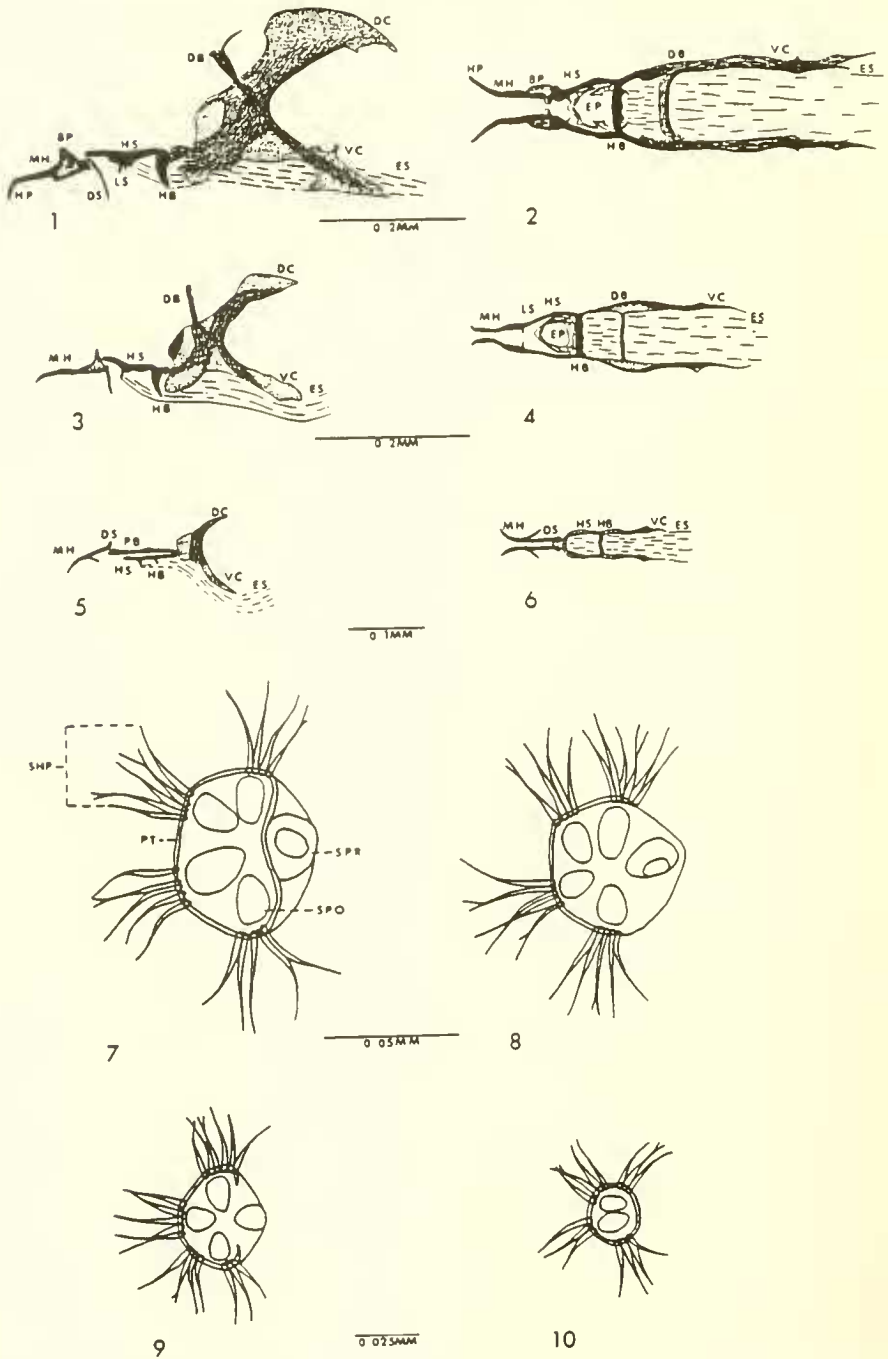 DC
DB
BP
HS
MH
VC
ES
LS
HP
DS
HB
1
0.2MM
HP
MH
BP
HS
DB
VC
ES
EP
HB
2
DC
DB
MH
HS
VC
ES
HB
3
0.2MM
MH
LS
HS
DB
VC
ES
EP
HB
4
DC
DS
MH
PB
HS
HB
VC
ES
5
0.1MM
MH
DS
HS
HB
VC
ES
6
SHP
PT
SPR
SPO
7
0.05MM
8
9
0.025MM
10